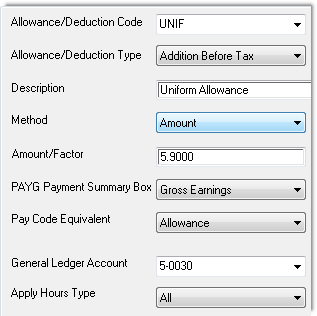 Allowance/Deduction Code UNIF
Allowance/Deduction Type Addition Before Tax
Description Uniform Allowance
Method Amount
Amount/Factor 5.9000
PAYG Payment Summary Box Gross Earnings
Pay Code Equivalent Allowance
General Ledger Account 5-0030
Apply Hours Type All